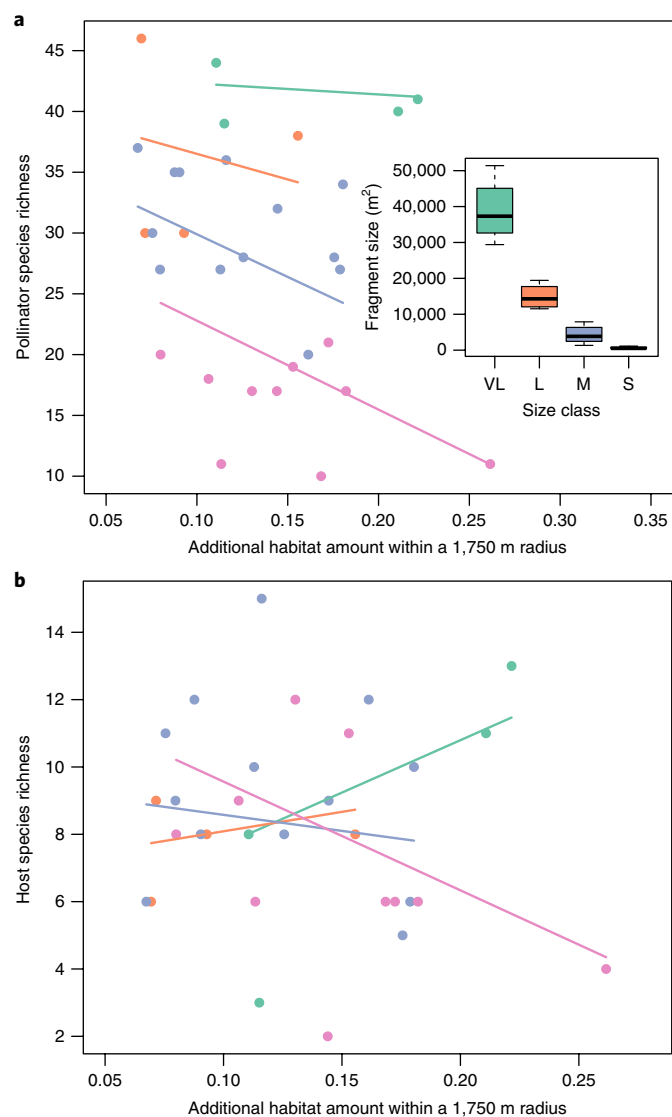 a
45
40
35
30
25
20
15
10
Pollinator species richness
0.05 0.10 0.15 0.20 0.25 0.30 0.35
Additional habitat amount within a 1,750 m radius
50,000
40,000
30,000
20,000
10,000
0
Fragment size (m²)
VL L M S
Size class
b
14
12
10
8
6
4
2
Host species richness
0.05 0.10 0.15 0.20 0.25
Additional habitat amount within a 1,750 m radius